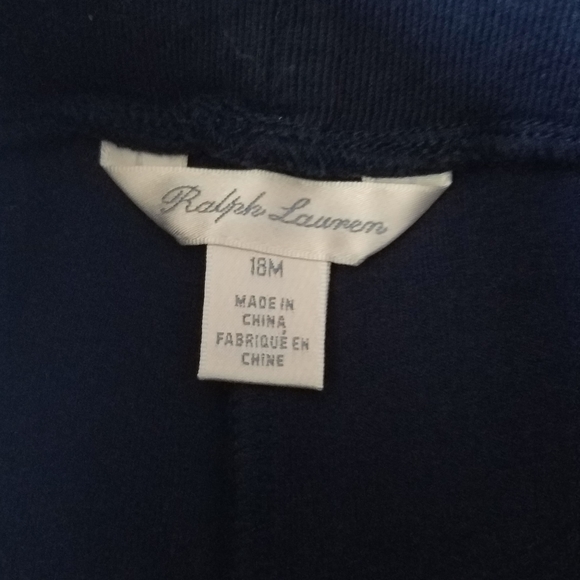 Ralph Lauren
18M
MADE IN
CHINA
FABRIQUÉ EN
CHINE